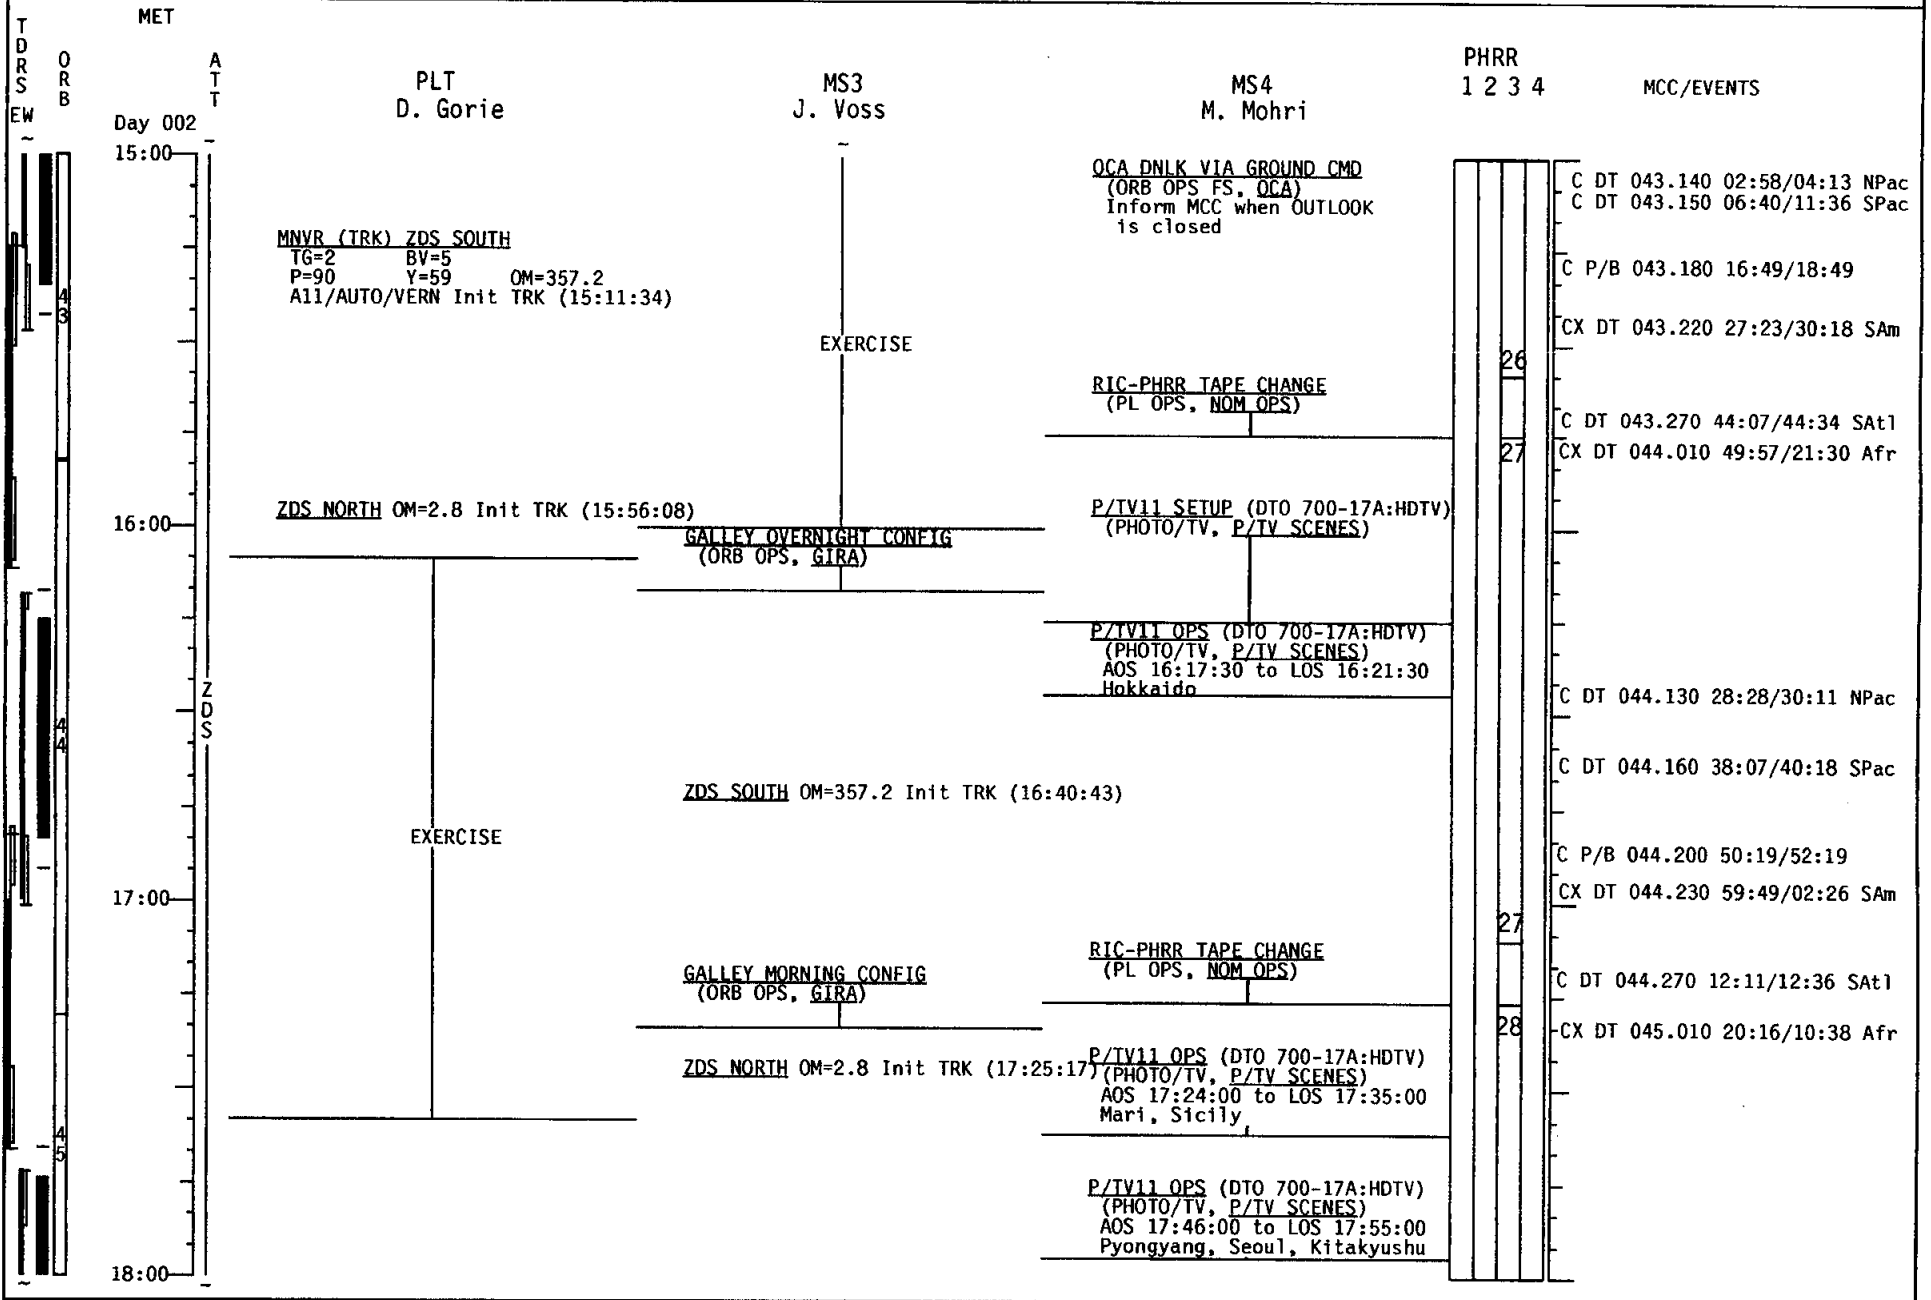 MET
TDRS
EW
ORB
ATT
PLT
D. Gorie
MS3
J. Voss
MS4
M. Mohri
PHRR
1 2 3 4
MCC/EVENTS
Day 002
15:00
16:00
17:00
18:00
43
44
45
ZDS
MNVR (TRK) ZDS SOUTH
TG=2 BV=5
P=90 Y=59 OM=357.2
All/AUTO/VERN Init TRK (15:11:34)
ZDS NORTH OM=2.8 Init TRK (15:56:08)
EXERCISE
EXERCISE
GALLEY OVERNIGHT CONFIG
(ORB OPS, GIRA)
ZDS SOUTH OM=357.2 Init TRK (16:40:43)
GALLEY MORNING CONFIG
(ORB OPS, GIRA)
ZDS NORTH OM=2.8 Init TRK (17:25:17)
OCA DNLK VIA GROUND CMD
(ORB OPS FS, OCA)
Inform MCC when OUTLOOK
is closed
RIC-PHRR TAPE CHANGE
(PL OPS, NOM OPS)
P/TV11 SETUP (DTO 700-17A:HDTV)
(PHOTO/TV, P/TV SCENES)
P/TV11 OPS (DTO 700-17A:HDTV)
(PHOTO/TV, P/TV SCENES)
AOS 16:17:30 to LOS 16:21:30
Hokkaido
RIC-PHRR TAPE CHANGE
(PL OPS, NOM OPS)
P/TV11 OPS (DTO 700-17A:HDTV)
(PHOTO/TV, P/TV SCENES)
AOS 17:24:00 to LOS 17:35:00
Mari, Sicily
P/TV11 OPS (DTO 700-17A:HDTV)
(PHOTO/TV, P/TV SCENES)
AOS 17:46:00 to LOS 17:55:00
Pyongyang, Seoul, Kitakyushu
26
27
27
28
C DT 043.140 02:58/04:13 NPac
C DT 043.150 06:40/11:36 SPac
C P/B 043.180 16:49/18:49
CX DT 043.220 27:23/30:18 SAm
C DT 043.270 44:07/44:34 SAtl
CX DT 044.010 49:57/21:30 Afr
C DT 044.130 28:28/30:11 NPac
C DT 044.160 38:07/40:18 SPac
C P/B 044.200 50:19/52:19
CX DT 044.230 59:49/02:26 SAm
C DT 044.270 12:11/12:36 SAtl
CX DT 045.010 20:16/10:38 Afr